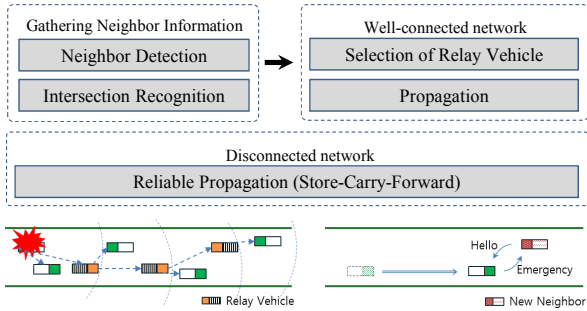 Gathering Neighbor Information
Neighbor Detection
Intersection Recognition
Well-connected network
Selection of Relay Vehicle
Propagation
Disconnected network
Reliable Propagation (Store-Carry-Forward)
Relay Vehicle
Hello
Emergency
New Neighbor